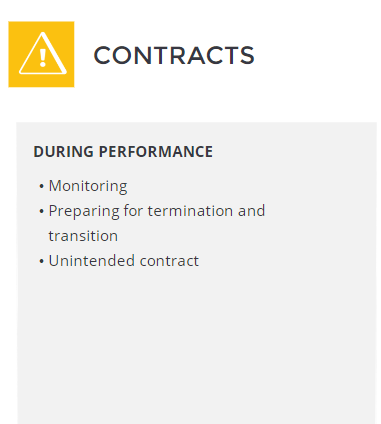 CONTRACTS
DURING PERFORMANCE
• Monitoring
• Preparing for termination and
transition
• Unintended contract